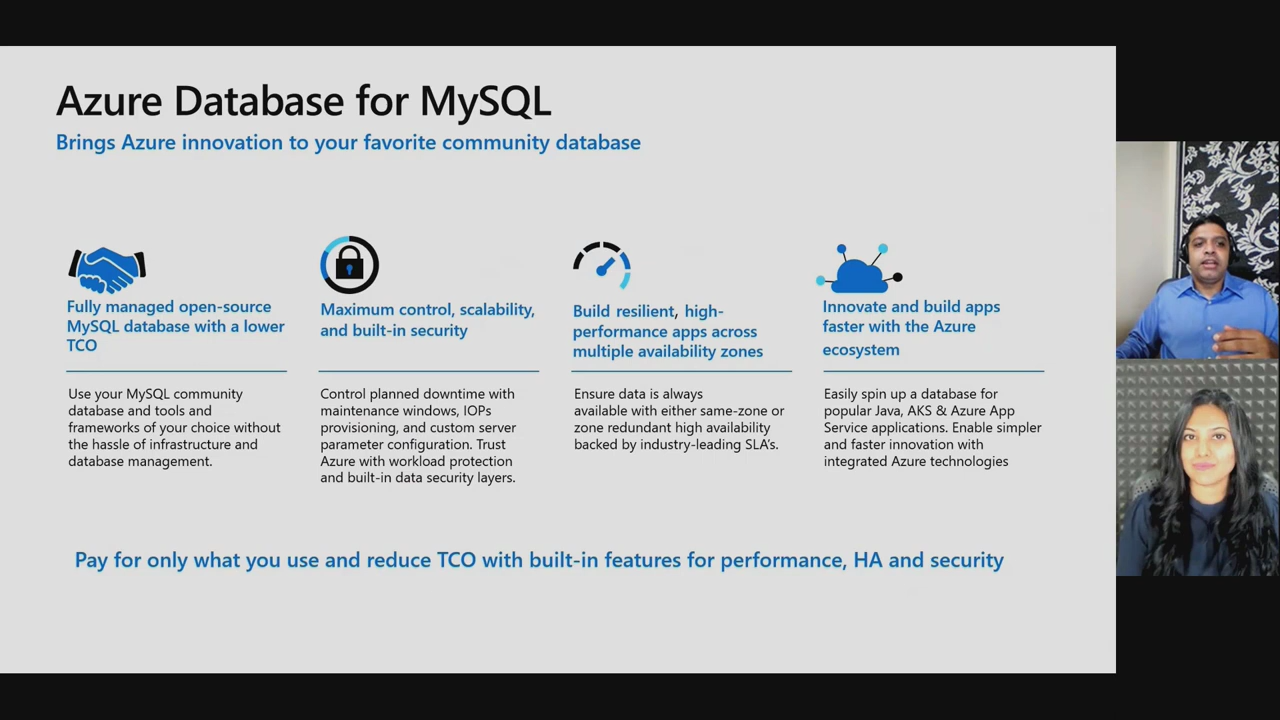 Azure Database for MySQL
Brings Azure innovation to your favorite community database
Fully managed open-source
MySQL database with a lower
TCO
Use your MySQL community
database and tools and
frameworks of your choice without
the hassle of infrastructure and
database management.
Maximum control, scalability,
and built-in security
Control planned downtime with
maintenance windows, IOPs
provisioning, and custom server
parameter configuration. Trust
Azure with workload protection
and built-in data security layers.
Build resilient, high-
performance apps across
multiple availability zones
Ensure data is always
available with either same-zone or
zone redundant high availability
backed by industry-leading SLA's.
Innovate and build apps
faster with the Azure
ecosystem
Easily spin up a database for
popular Java, AKS & Azure App
Service applications. Enable simpler
and faster innovation with
integrated Azure technologies
Pay for only what you use and reduce TCO with built-in features for performance, HA and security